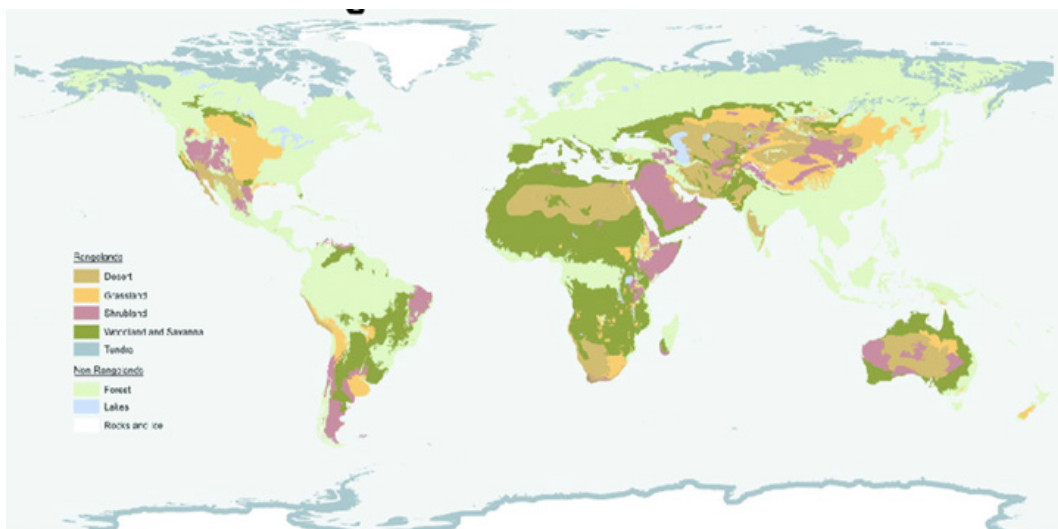 Rangelands
Desert
Grassland
Shrubland
Woodland and Savanna
Tundra
Non Rangelands
Forest
Lakes
Rocks and Ice